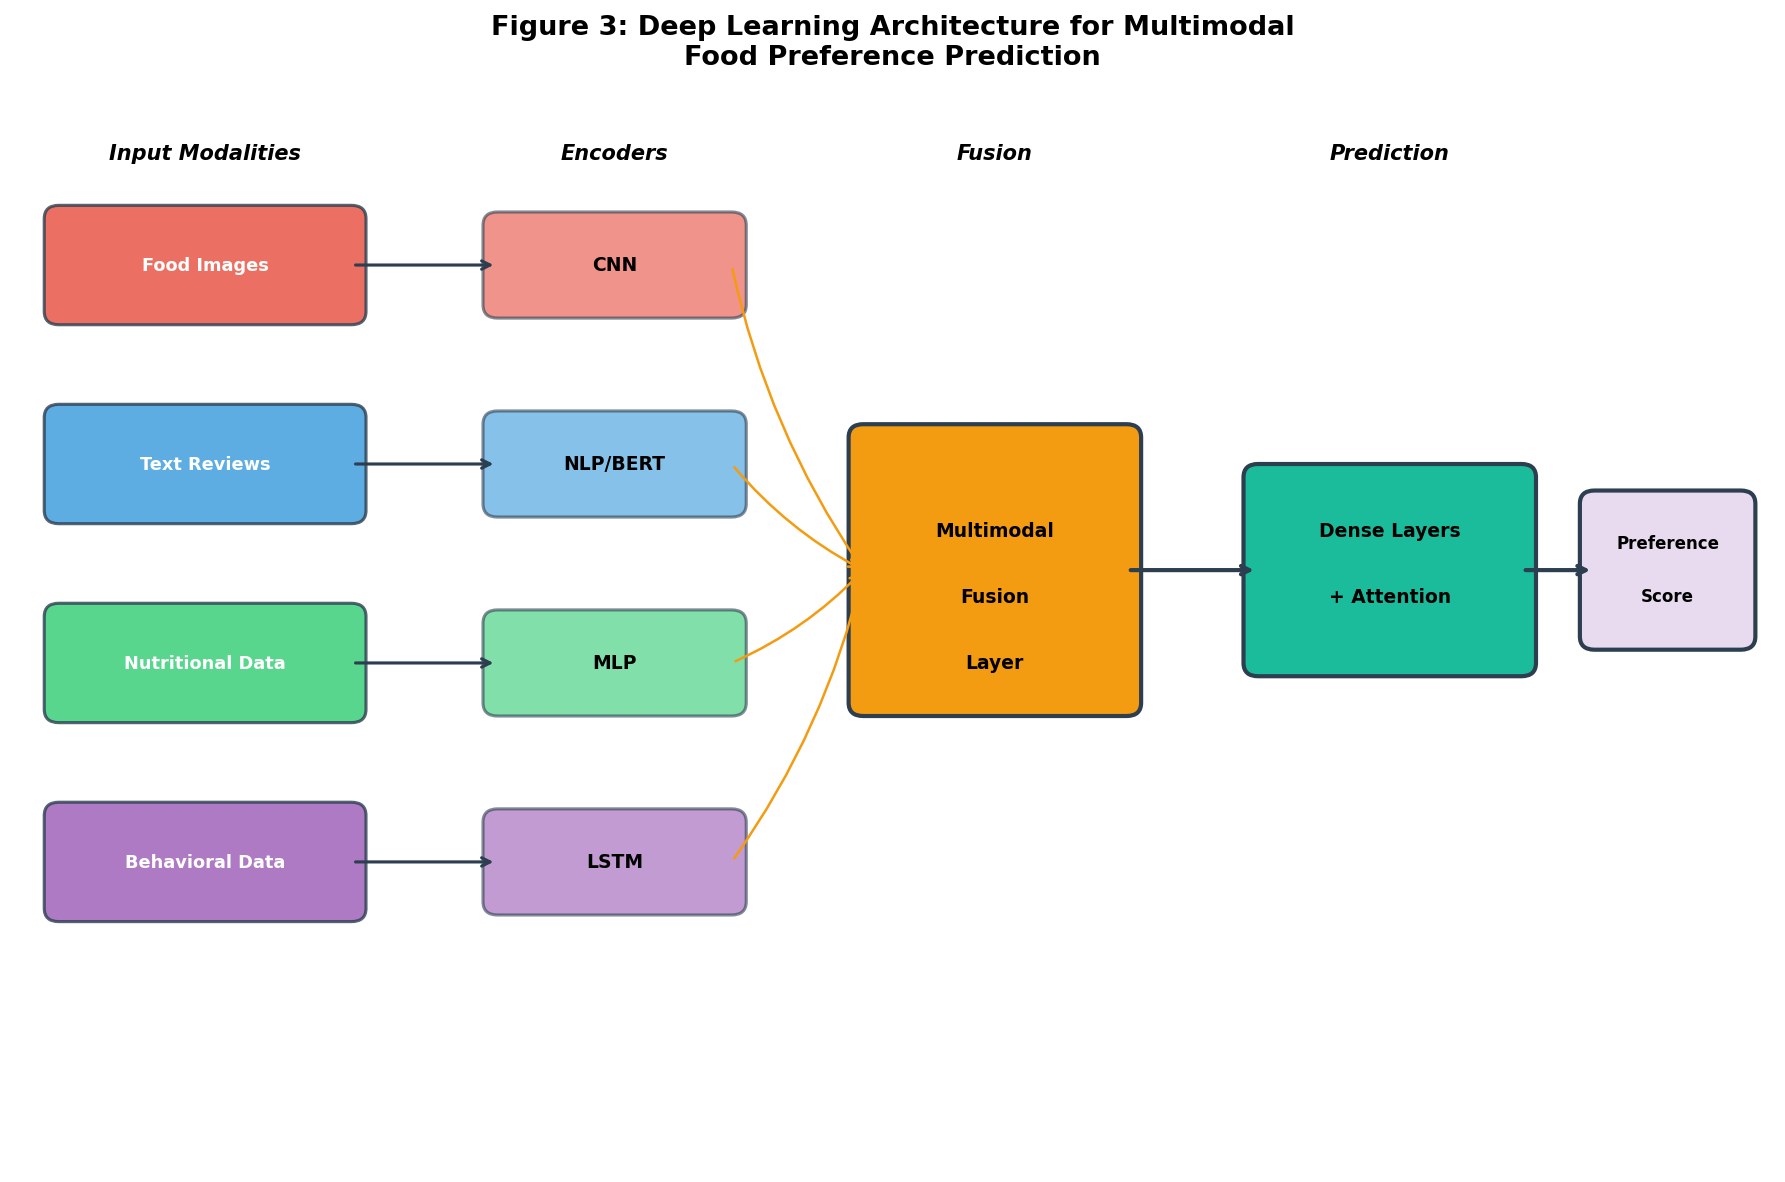 Figure 3: Deep Learning Architecture for Multimodal
Food Preference Prediction
Input Modalities
Encoders
Fusion
Prediction
Food Images
CNN
Text Reviews
NLP/BERT
Nutritional Data
MLP
Behavioral Data
LSTM
Multimodal
Fusion
Layer
Dense Layers
+ Attention
Preference
Score